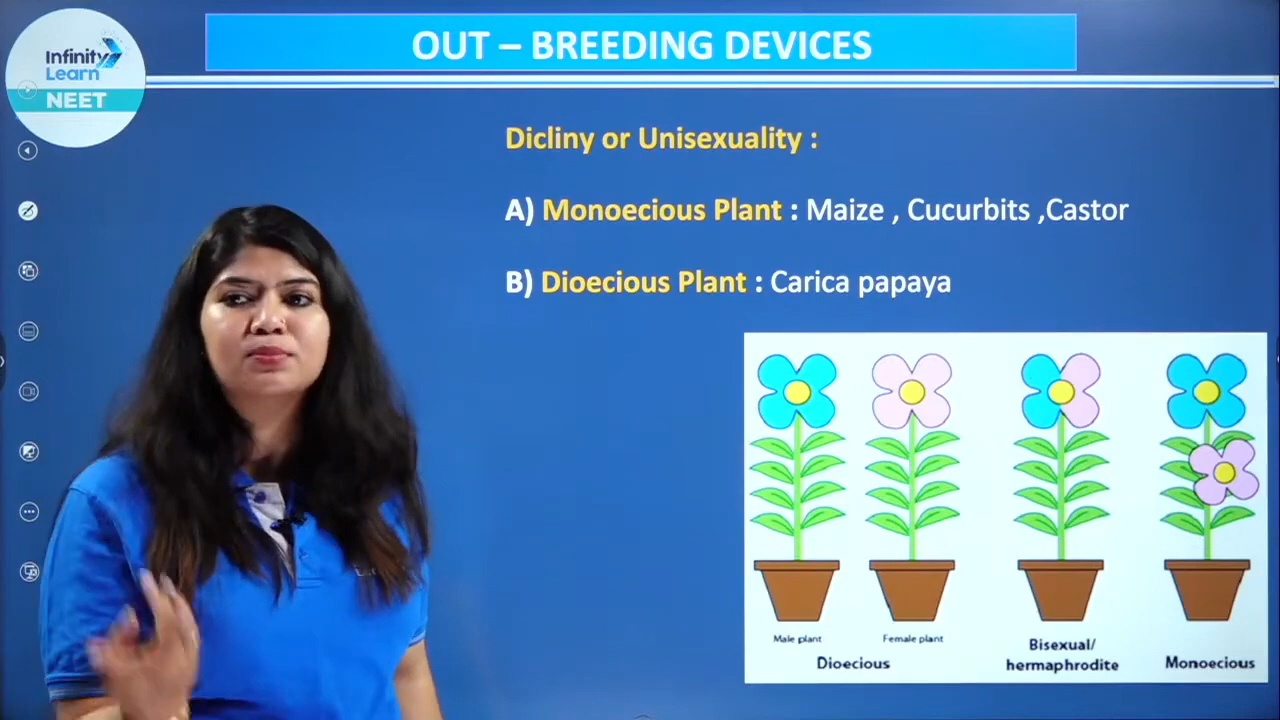 Infinity
Learn
NEET
OUT – BREEDING DEVICES
Dicliny or Unisexuality :
A) Monoecious Plant : Maize , Cucurbits ,Castor
B) Dioecious Plant : Carica papaya
Male plant
Female plant
Dioecious
Bisexual/
hermaphrodite
Monoecious